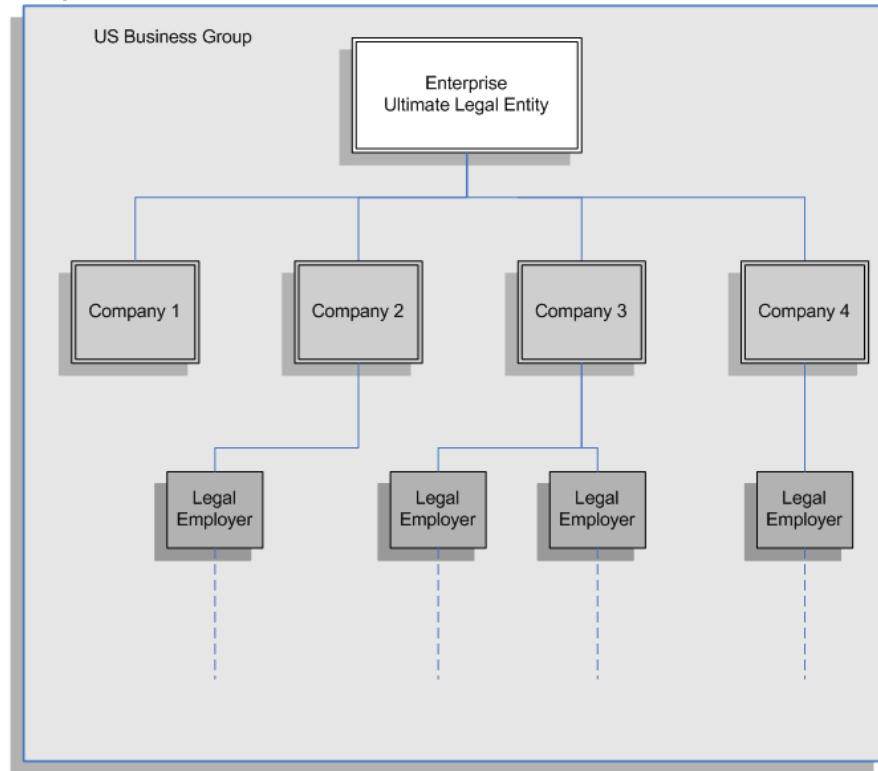 US Business Group
Enterprise
Ultimate Legal Entity
Company 1
Company 2
Company 3
Company 4
Legal
Employer
Legal
Employer
Legal
Employer
Legal
Employer